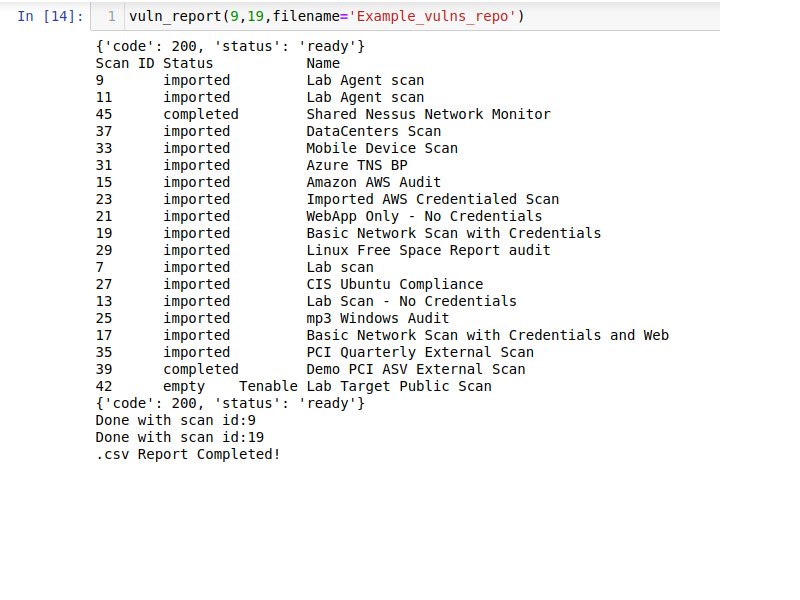 In [14]: 1 vuln_report(9,19,filename='Example_vulns_repo')
{'code': 200, 'status': 'ready'}
Scan ID Status Name
9 imported Lab Agent scan
11 imported Lab Agent scan
45 completed Shared Nessus Network Monitor
37 imported DataCenters Scan
33 imported Mobile Device Scan
31 imported Azure TNS BP
15 imported Amazon AWS Audit
23 imported Imported AWS Credentialed Scan
21 imported WebApp Only - No Credentials
19 imported Basic Network Scan with Credentials
29 imported Linux Free Space Report audit
7 imported Lab scan
27 imported CIS Ubuntu Compliance
13 imported Lab Scan - No Credentials
25 imported mp3 Windows Audit
17 imported Basic Network Scan with Credentials and Web
35 imported PCI Quarterly External Scan
39 completed Demo PCI ASV External Scan
42 empty Tenable Lab Target Public Scan
{'code': 200, 'status': 'ready'}
Done with scan id:9
Done with scan id:19
.csv Report Completed!